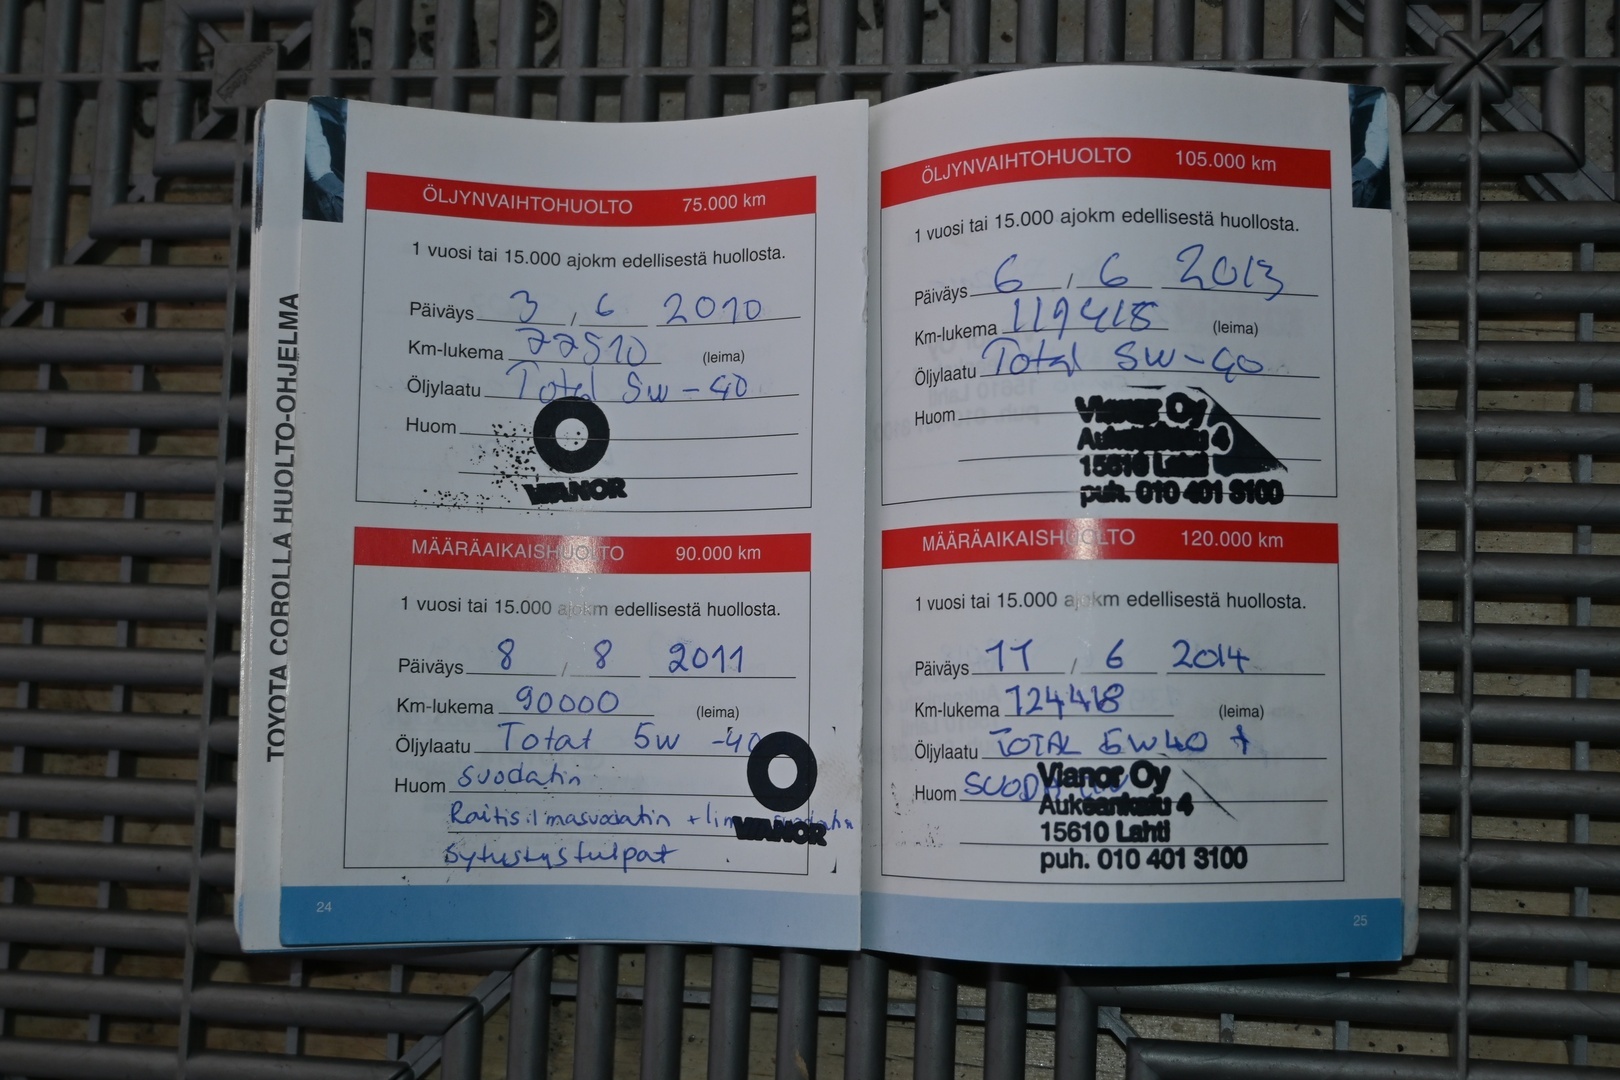 TOYOTA COROLLA HUOLTO-OHJELMA
ÖLJYNVAIHTOHUOLTO 75.000 km
1 vuosi tai 15.000 ajokm edellisestä huollosta.
Päiväys 3 , 6 2010
Km-lukema 77510 (leima)
Öljylaatu Total 5w-40
Huom
VIANOR
MÄÄRÄAIKAISHUOLTO 90.000 km
1 vuosi tai 15.000 ajokm edellisestä huollosta.
Päiväys 8 / 8 2011
Km-lukema 90000 (leima)
Öljylaatu Total 5w -40
Huom suodatin
Raitisilmasuodatin +
VIANOR
sytustystulpat
24
ÖLJYNVAIHTOHUOLTO 105.000 km
1 vuosi tai 15.000 ajokm edellisestä huollosta.
Päiväys 6 , 6 2013
Km-lukema 119418 (leima)
Öljylaatu Total 5w-40
Huom
Vianor Oy
Aukeankatu 4
15610 Lahti
puh. 010 401 3100
MÄÄRÄAIKAISHUOLTO 120.000 km
1 vuosi tai 15.000 ajokm edellisestä huollosta.
Päiväys 11 / 6 2014
Km-lukema 124418 (leima)
Öljylaatu TOTAL 5W40 +
Huom
Vianor Oy
Aukeankatu 4
15610 Lahti
puh. 010 401 3100
25